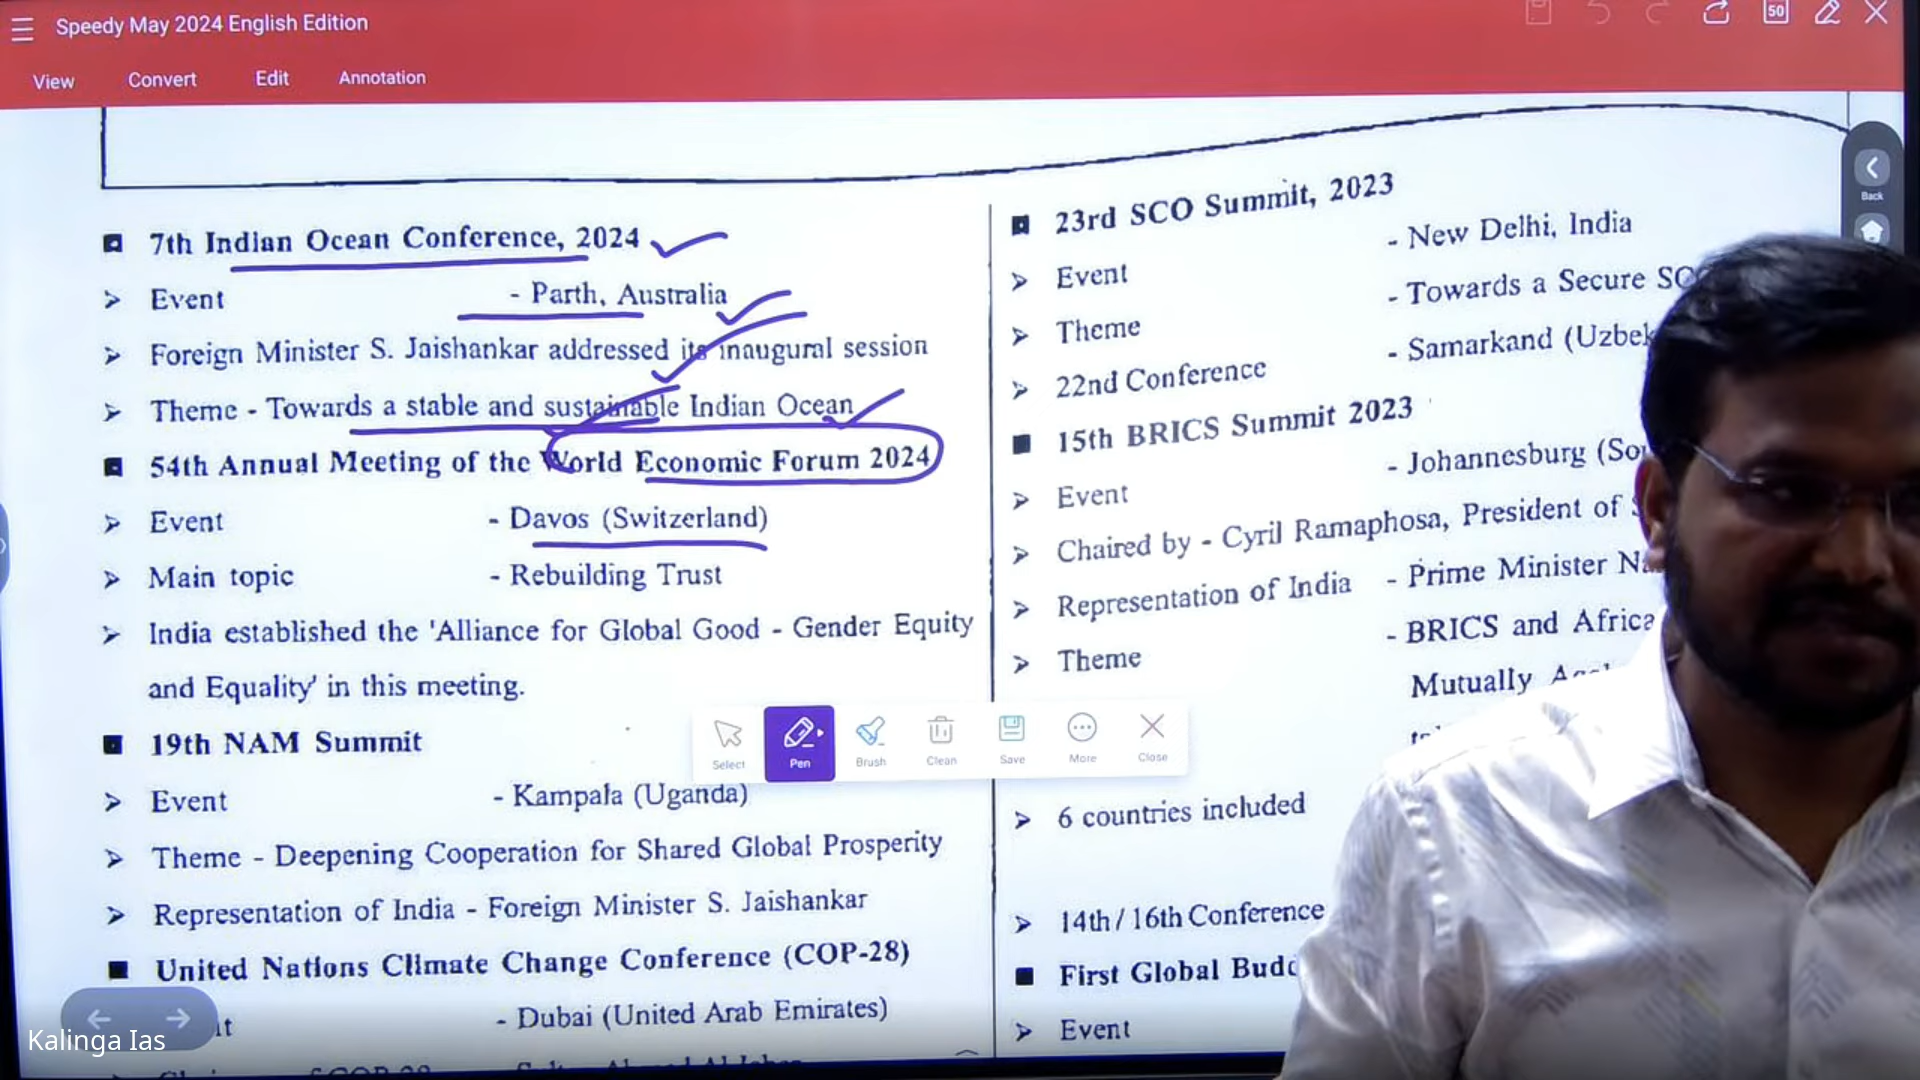 Speedy May 2024 English Edition
50
View Convert Edit Annotation
Back
7th Indian Ocean Conference, 2024
Event - Parth, Australia
Foreign Minister S. Jaishankar addressed its inaugural session
Theme - Towards a stable and sustainable Indian Ocean
54th Annual Meeting of the World Economic Forum 2024
Event - Davos (Switzerland)
Main topic - Rebuilding Trust
India established the 'Alliance for Global Good - Gender Equity
and Equality' in this meeting.
19th NAM Summit
Event - Kampala (Uganda)
Theme - Deepening Cooperation for Shared Global Prosperity
Representation of India - Foreign Minister S. Jaishankar
United Nations Climate Change Conference (COP-28)
- Dubai (United Arab Emirates)
23rd SCO Summit, 2023
Event - New Delhi, India
Theme - Towards a Secure
22nd Conference - Samarkand
15th BRICS Summit 2023
Event - Johannesburg
Chaired by - Cyril Ramaphosa, President of
Representation of India - Prime Minister
Theme - BRICS and Africa
Mutually
6 countries included
14th / 16th Conference
First Global
Event
Select Pen Brush Clean Save More Close
Kalinga Ias